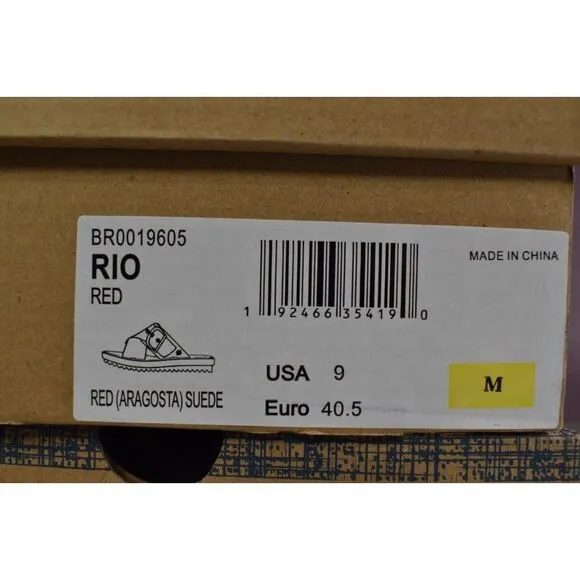 BR0019605
RIO
RED
RED (ARAGOSTA) SUEDE
1 92466 35419 0
MADE IN CHINA
USA 9
Euro 40.5
M